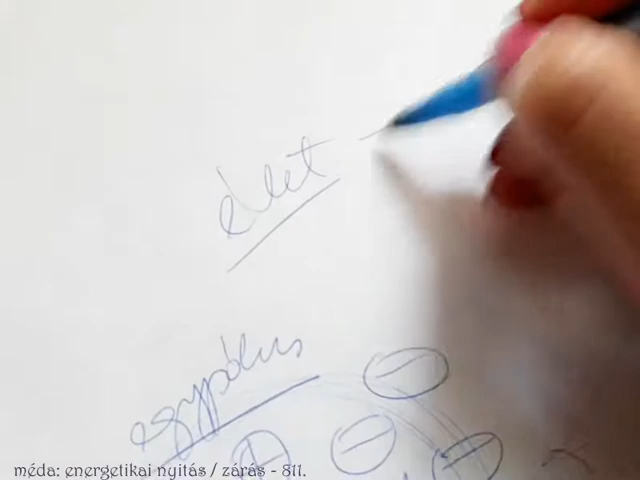 élet -
egypólus
méda: energetikai nyitás / zárás - 811.